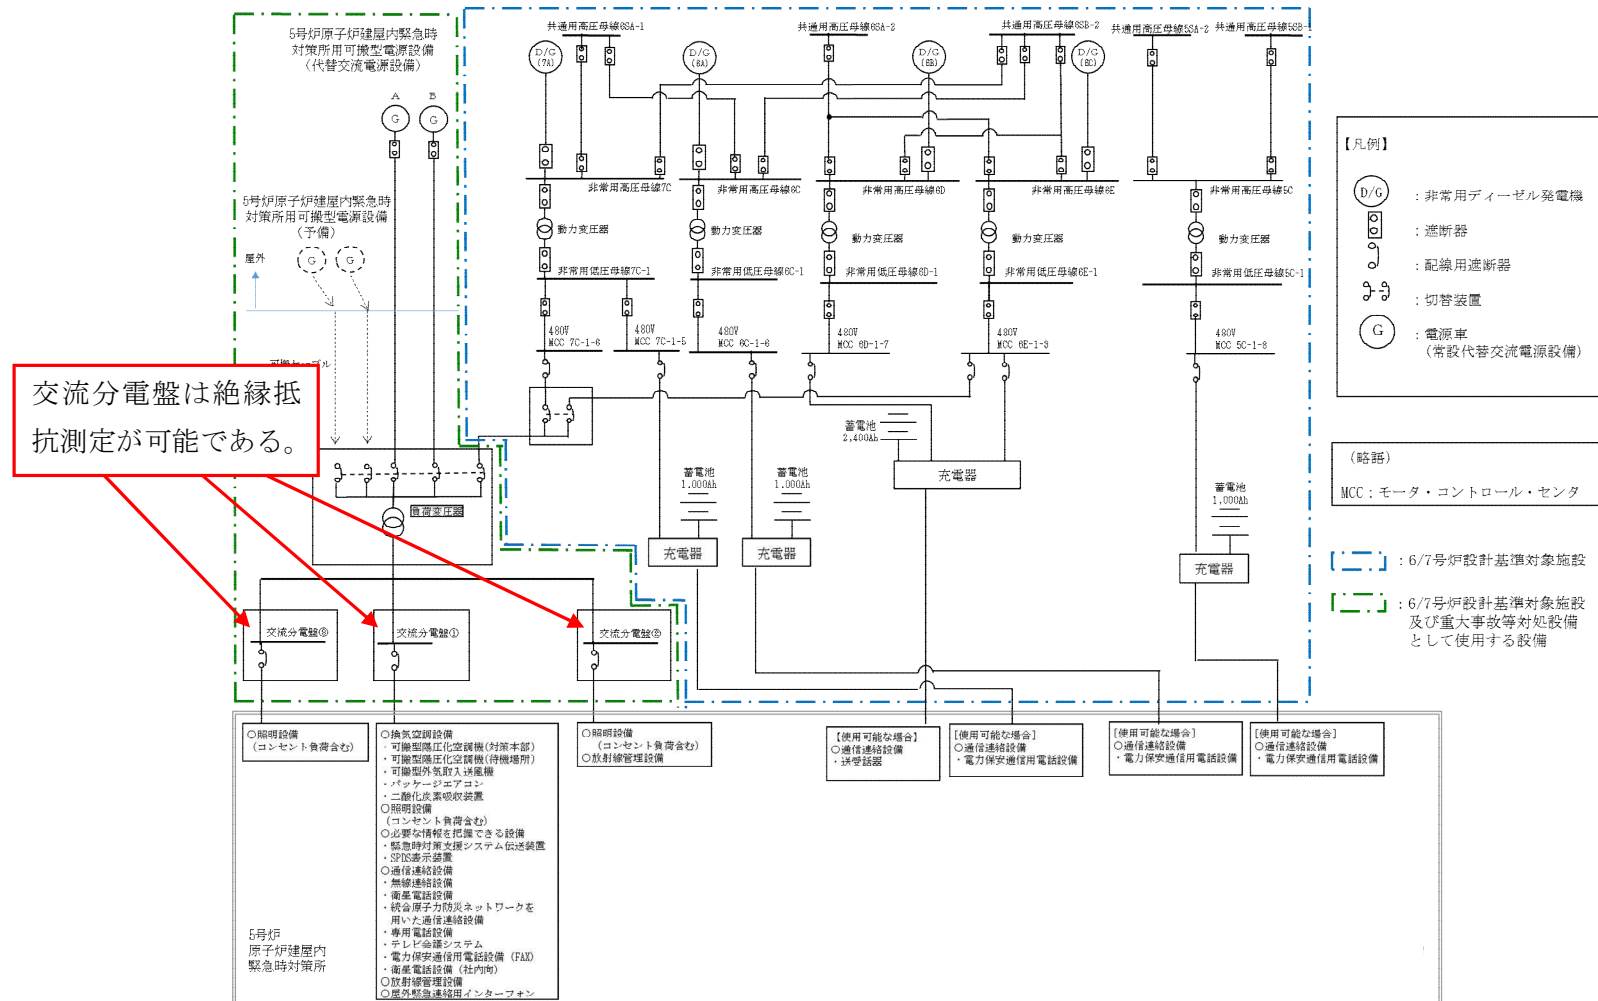 5号炉原子炉建屋内緊急時
対策所用可搬型電源設備
(代替交流電源設備)
A
B
G
G
5号炉原子炉建屋内緊急時
対策所用可搬型電源設備
(予備)
屋外
G
G
交流分電盤は絶縁抵
抗測定が可能である。
負荷変圧器
交流分電盤③
交流分電盤①
交流分電盤②
共通用高圧母線6SA-1
共通用高圧母線6SA-2
共通用高圧母線6SB-2
共通用高圧母線5SA-2
共通用高圧母線5SB-1
D/G
(7A)
D/G
(6A)
D/G
(6B)
D/G
(6C)
非常用高圧母線7C
非常用高圧母線6C
非常用高圧母線6D
非常用高圧母線6E
非常用高圧母線5C
動力変圧器
動力変圧器
動力変圧器
動力変圧器
動力変圧器
非常用低圧母線7C-1
非常用低圧母線6C-1
非常用低圧母線6D-1
非常用低圧母線6E-1
非常用低圧母線5C-1
480V
MCC 7C-1-6
480V
MCC 7C-1-5
480V
MCC 6C-1-6
480V
MCC 6D-1-7
480V
MCC 6E-1-3
480V
MCC 5C-1-8
蓄電池
2,400Ah
充電器
蓄電池
1,000Ah
充電器
蓄電池
1,000Ah
充電器
蓄電池
1,000Ah
充電器
【凡例】
D/G
:非常用ディーゼル発電機
:遮断器
:配線用遮断器
:切替装置
G
:電源車
(常設代替交流電源設備)
(略語)
MCC:モータ・コントロール・センタ
:6/7号炉設計基準対象施設
:6/7号炉設計基準対象施設
及び重大事故等対処設備
として使用する設備
○照明設備
(コンセント負荷含む)
○換気空調設備
・可搬型陽圧化空調機(対策本部)
・可搬型陽圧化空調機(待機場所)
・可搬型外気取入送風機
・パッケージエアコン
・二酸化炭素吸収装置
○照明設備
(コンセント負荷含む)
○必要な情報を把握できる設備
・緊急時対策支援システム伝送装置
・SPDS表示装置
○通信連絡設備
・無線連絡設備
・衛星電話設備
・統合原子力防災ネットワークを
用いた通信連絡設備
・専用電話設備
・テレビ会議システム
・電力保安通信用電話設備(FAX)
・衛星電話設備(社内向)
○放射線管理設備
○屋外緊急連絡用インターフォン
○照明設備
(コンセント負荷含む)
○放射線管理設備
【使用可能な場合】
○通信連絡設備
・送受話器
[使用可能な場合]
○通信連絡設備
・電力保安通信用電話設備
[使用可能な場合]
○通信連絡設備
・電力保安通信用電話設備
[使用可能な場合]
○通信連絡設備
・電力保安通信用電話設備
5号炉
原子炉建屋内
緊急時対策所